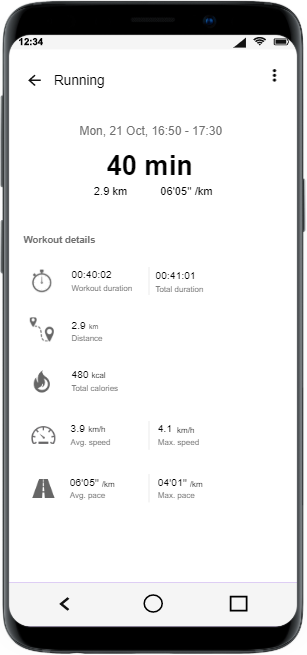 12:34
Running
Mon, 21 Oct, 16:50 - 17:30
40 min
2.9 km 06'05" /km
Workout details
00:40:02 00:41:01
Workout duration Total duration
2.9 km
Distance
480 kcal
Total calories
3.9 km/h 4.1 km/h
Avg. speed Max. speed
06'05" /km 04'01" /km
Avg. pace Max. pace